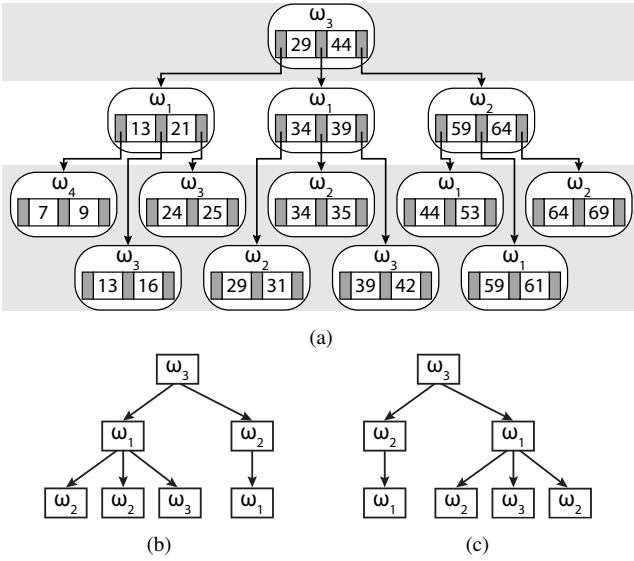 ω₃
29 44
ω₁ ω₁ ω₂
13 21 34 39 59 64
ω₄ ω₃ ω₂ ω₁ ω₂
7 9 24 25 34 35 44 53 64 69
ω₃ ω₂ ω₃ ω₁
13 16 29 31 39 42 59 61
(a)
ω₃ ω₃
ω₁ ω₂ ω₂ ω₁
ω₂ ω₂ ω₃ ω₁ ω₁ ω₂ ω₃ ω₂
(b) (c)